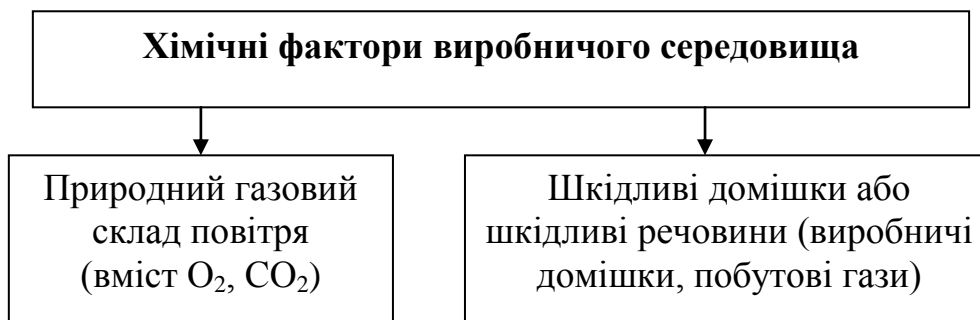 Хімічні фактори виробничого середовища
Природний газовий
склад повітря
(вміст O₂, CO₂)
Шкідливі домішки або
шкідливі речовини (виробничі
домішки, побутові гази)